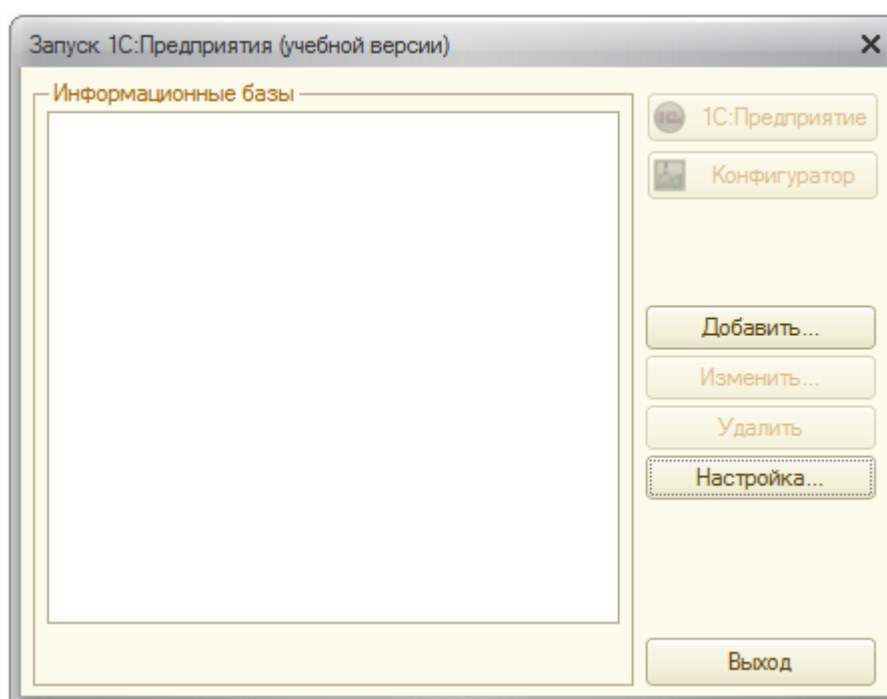 Запуск 1С:Предприятия (учебной версии)
Информационные базы
1С:Предприятие
Конфигуратор
Добавить...
Изменить...
Удалить
Настройка...
Выход